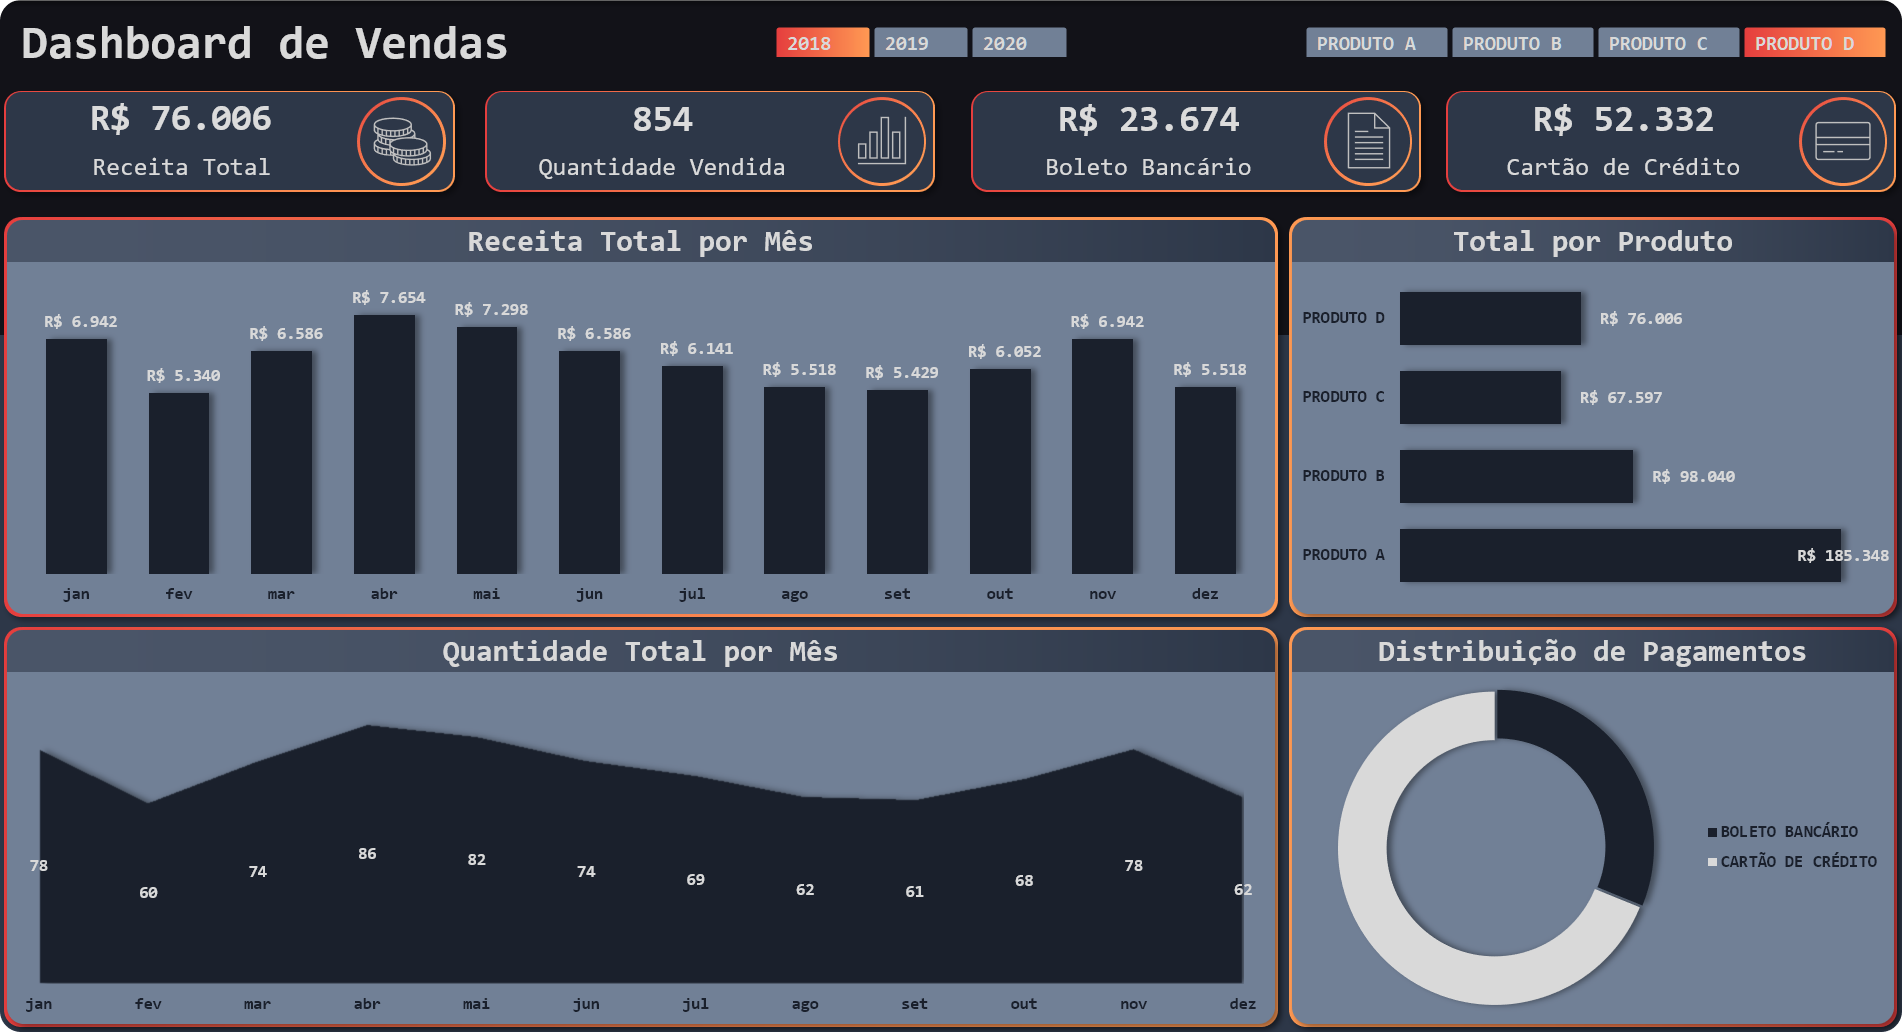 Dashboard de Vendas
2018 2019 2020
PRODUTO A PRODUTO B PRODUTO C PRODUTO D
R$ 76.006
Receita Total
854
Quantidade Vendida
R$ 23.674
Boleto Bancário
R$ 52.332
Cartão de Crédito
Receita Total por Mês
R$ 6.942 R$ 5.340 R$ 6.586 R$ 7.654 R$ 7.298 R$ 6.586 R$ 6.141 R$ 5.518 R$ 5.429 R$ 6.052 R$ 6.942 R$ 5.518
jan fev mar abr mai jun jul ago set out nov dez
Total por Produto
PRODUTO D R$ 76.006
PRODUTO C R$ 67.597
PRODUTO B R$ 98.040
PRODUTO A R$ 185.348
Quantidade Total por Mês
78 60 74 86 82 74 69 62 61 68 78 62
jan fev mar abr mai jun jul ago set out nov dez
Distribuição de Pagamentos
BOLETO BANCÁRIO
CARTÃO DE CRÉDITO